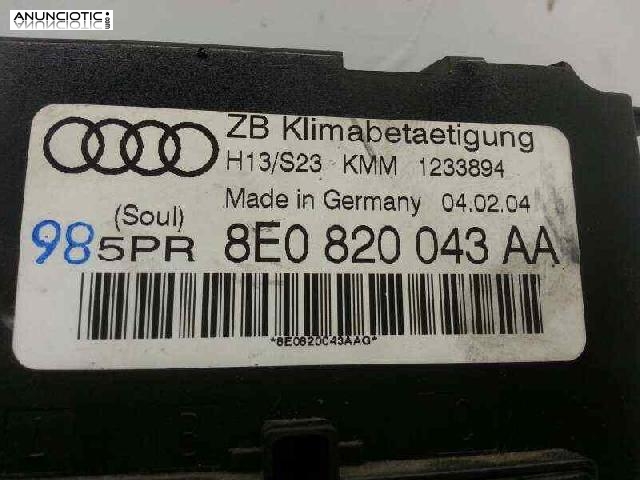 ANUNCIOTIC.com
ZB Klimabetaetigung
H13/S23 KMM 1233894
Made in Germany 04.02.04
(Soul)
98 5PR 8E0 820 043 AA
*8E0820043AAG*